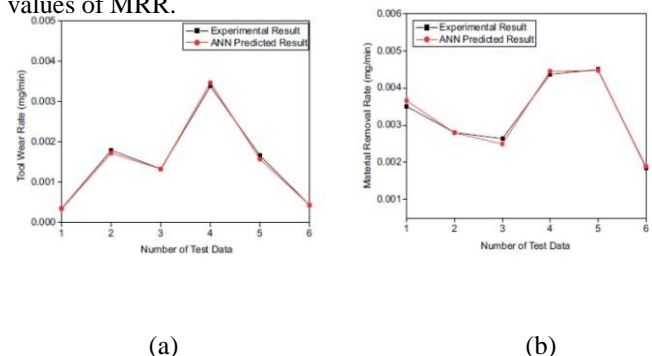 values of MRR.
0.005
0.004
0.003
0.002
0.001
0.000
Tool Wear Rate (mg/min)
Experimental Result
ANN Predicted Result
1 2 3 4 5 6
Number of Test Data
0.006
0.005
0.004
0.003
0.002
0.001
Material Removal Rate (mg/min)
Experimental Result
ANN Predicted Result
1 2 3 4 5 6
Number of Test Data
(a) (b)